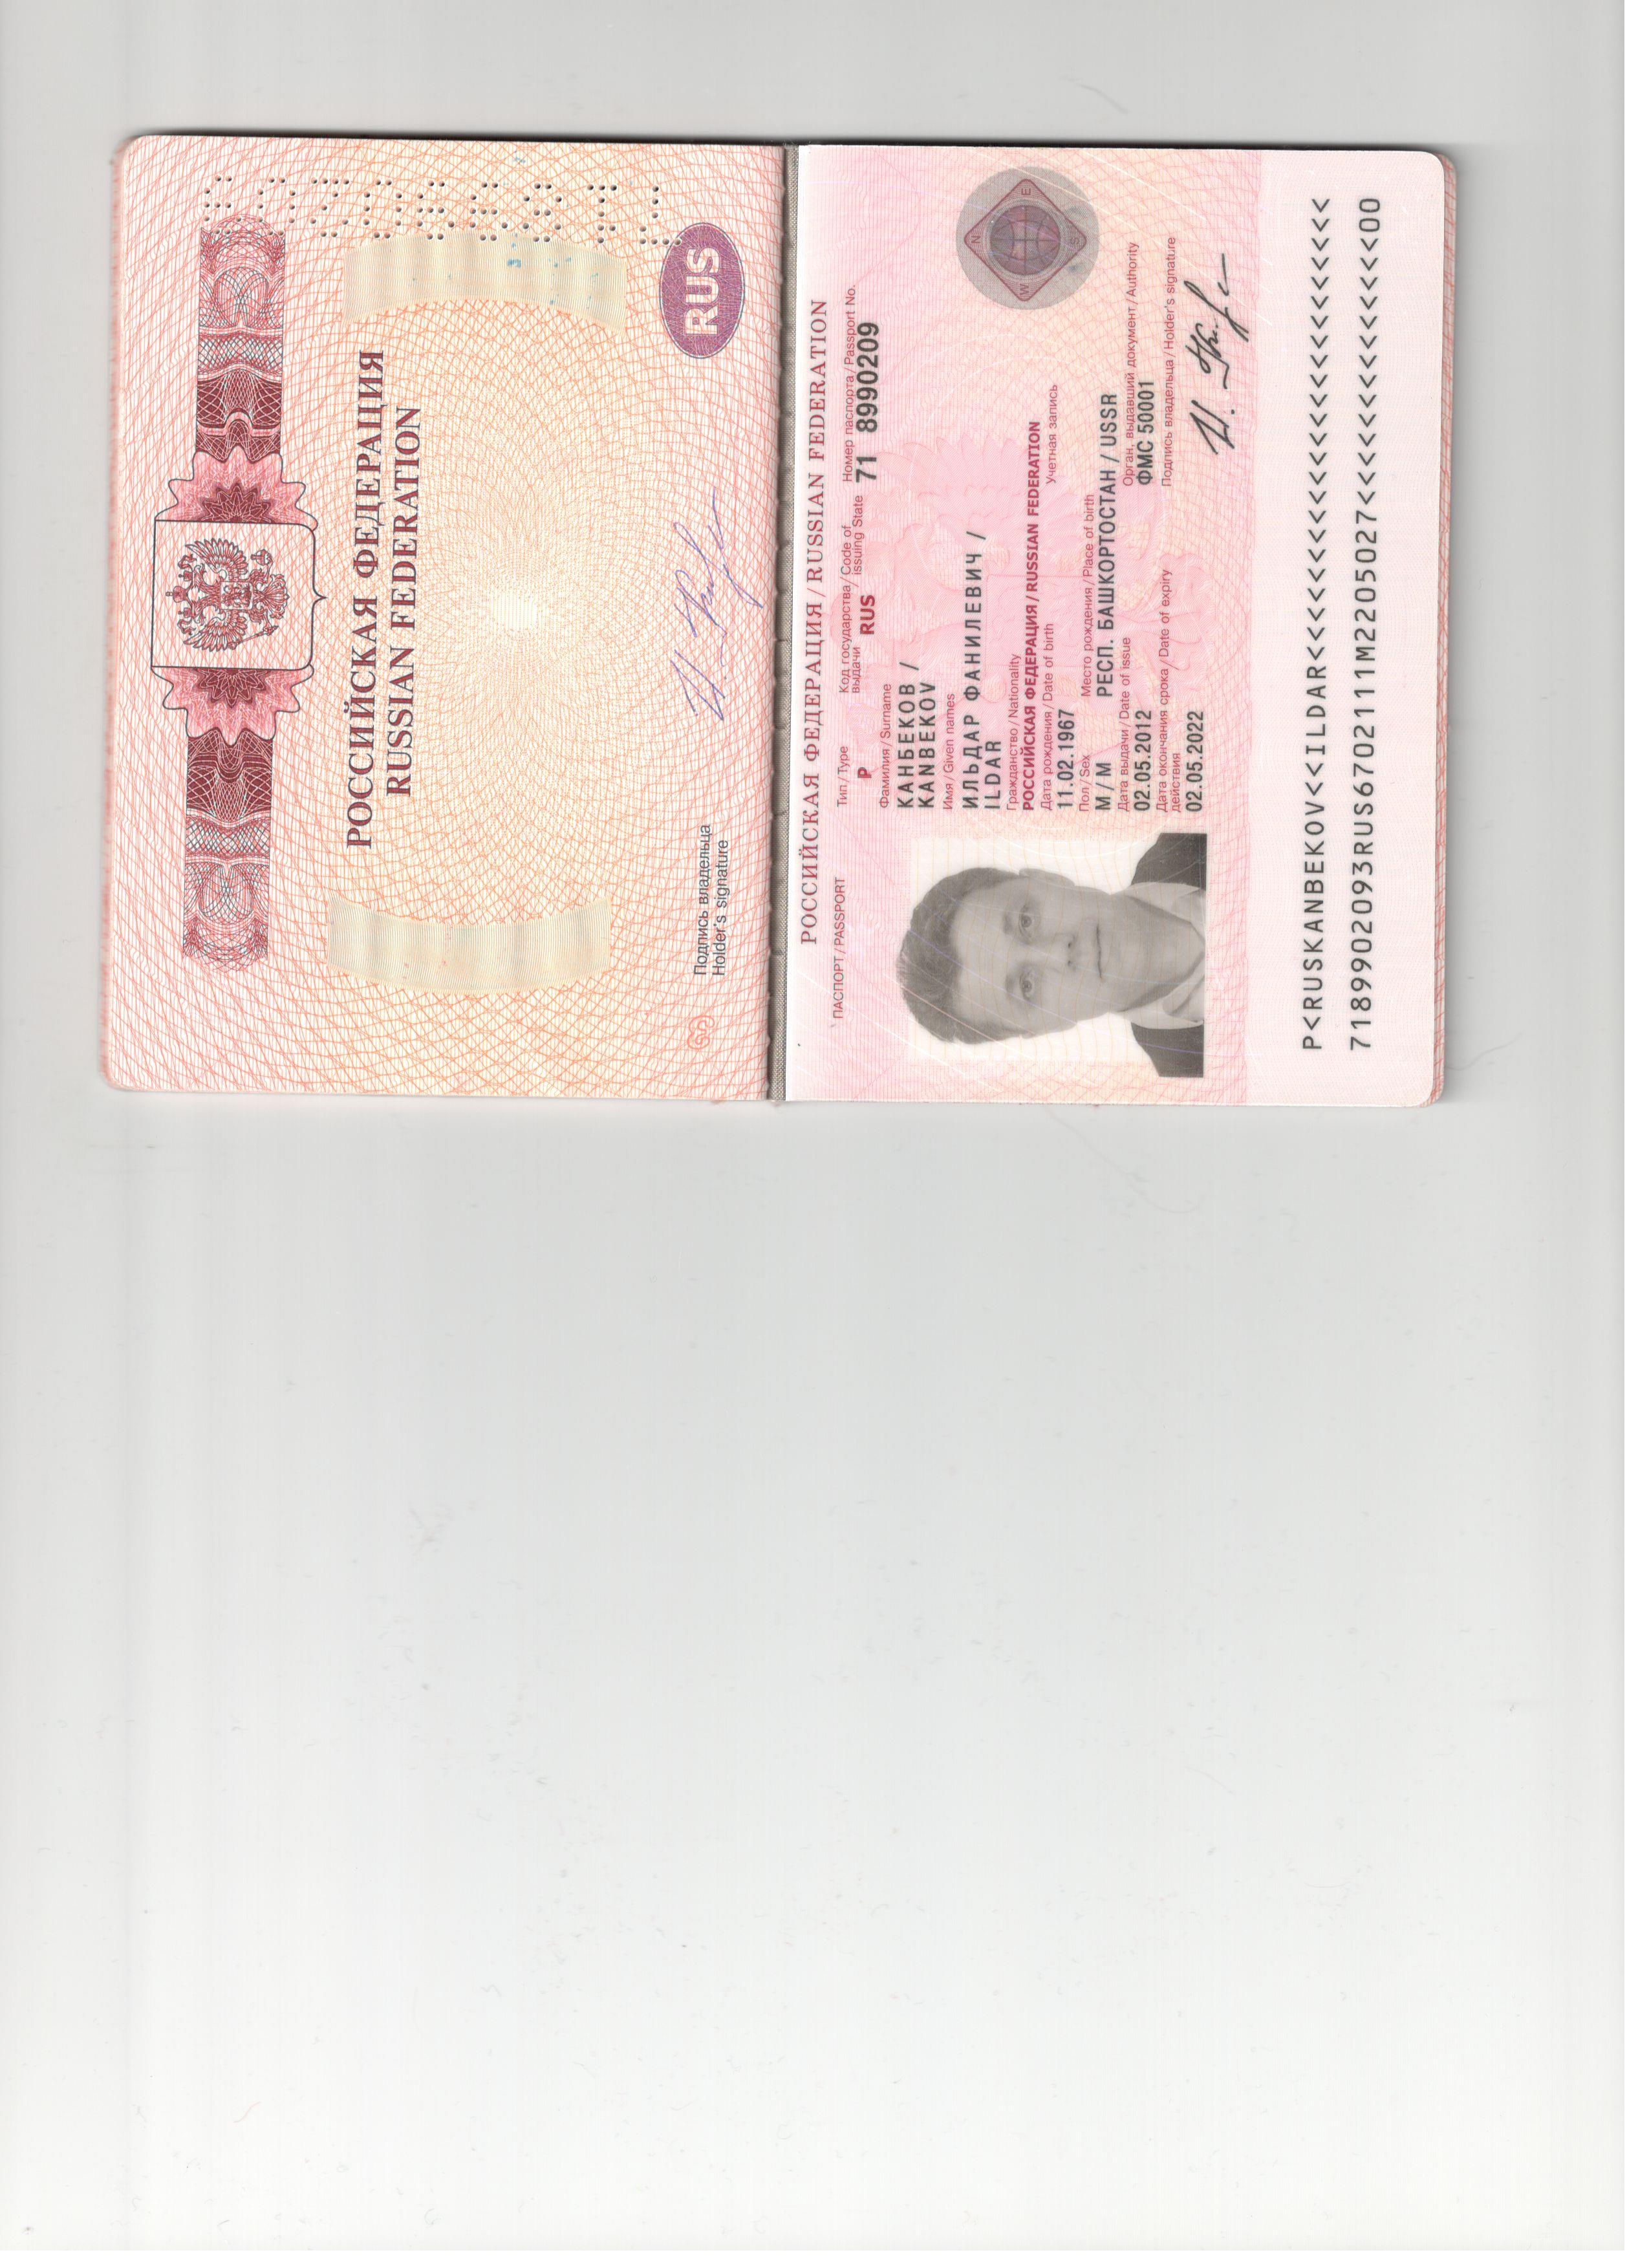 РОССИЙСКАЯ ФЕДЕРАЦИЯ
RUSSIAN FEDERATION
Подпись владельца
Holder's signature
RUS
РОССИЙСКАЯ ФЕДЕРАЦИЯ / RUSSIAN FEDERATION
ПАСПОРТ / PASSPORT
Тип / Type Код государства / Code of Номер паспорта / Passport No.
выдачи issuing State
P RUS 71 8990209
Фамилия / Surname
КАНБЕКОВ /
KANBEKOV
Имя / Given names
ИЛЬДАР ФАНИЛЕВИЧ /
ILDAR
Гражданство / Nationality
РОССИЙСКАЯ ФЕДЕРАЦИЯ / RUSSIAN FEDERATION
Дата рождения / Date of birth Учетная запись
11.02.1967
Пол / Sex Место рождения / Place of birth
М / M РЕСП. БАШКОРТОСТАН / USSR
Дата выдачи / Date of issue Орган, выдавший документ / Authority
02.05.2012 ФМС 50001
Дата окончания срока / Date of expiry Подпись владельца / Holder's signature
действия
02.05.2022
N
E
S
W
P<RUSKANBEKOV<<ILDAR<<<<<<<<<<<<<<<<<<<<<<<<
7189902093RUS6702111M2205027<<<<<<<<<<<<<<00